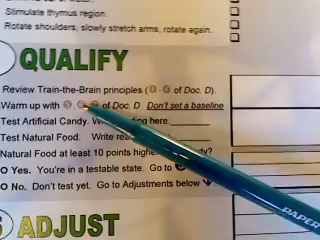 Stimulate thymus region.
Rotate shoulders, slowly stretch arms, rotate again.
QUALIFY
Review Train-the-Brain principles ( - of Doc. D).
Warm up with , of Doc. D Don't set a baseline
Test Artificial Candy. here.
Test Natural Food. Write
Natural Food at least 10 points
O Yes. You're in a testable state. Go to
O No. Don't test yet. Go to Adjustments below
ADJUST
PAPER